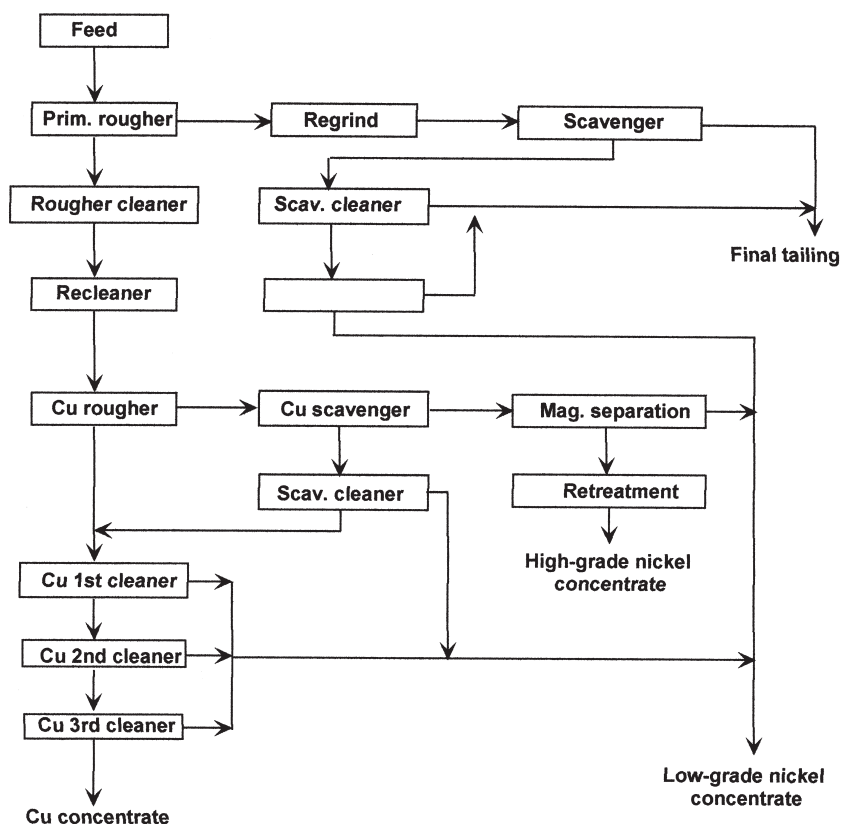 Feed
Prim. rougher
Regrind
Scavenger
Rougher cleaner
Scav. cleaner
Final tailing
Recleaner
Cu rougher
Cu scavenger
Mag. separation
Scav. cleaner
Retreatment
High-grade nickel
concentrate
Cu 1st cleaner
Cu 2nd cleaner
Cu 3rd cleaner
Low-grade nickel
concentrate
Cu concentrate